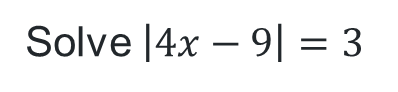 Solve |4𝑥 − 9| = 3